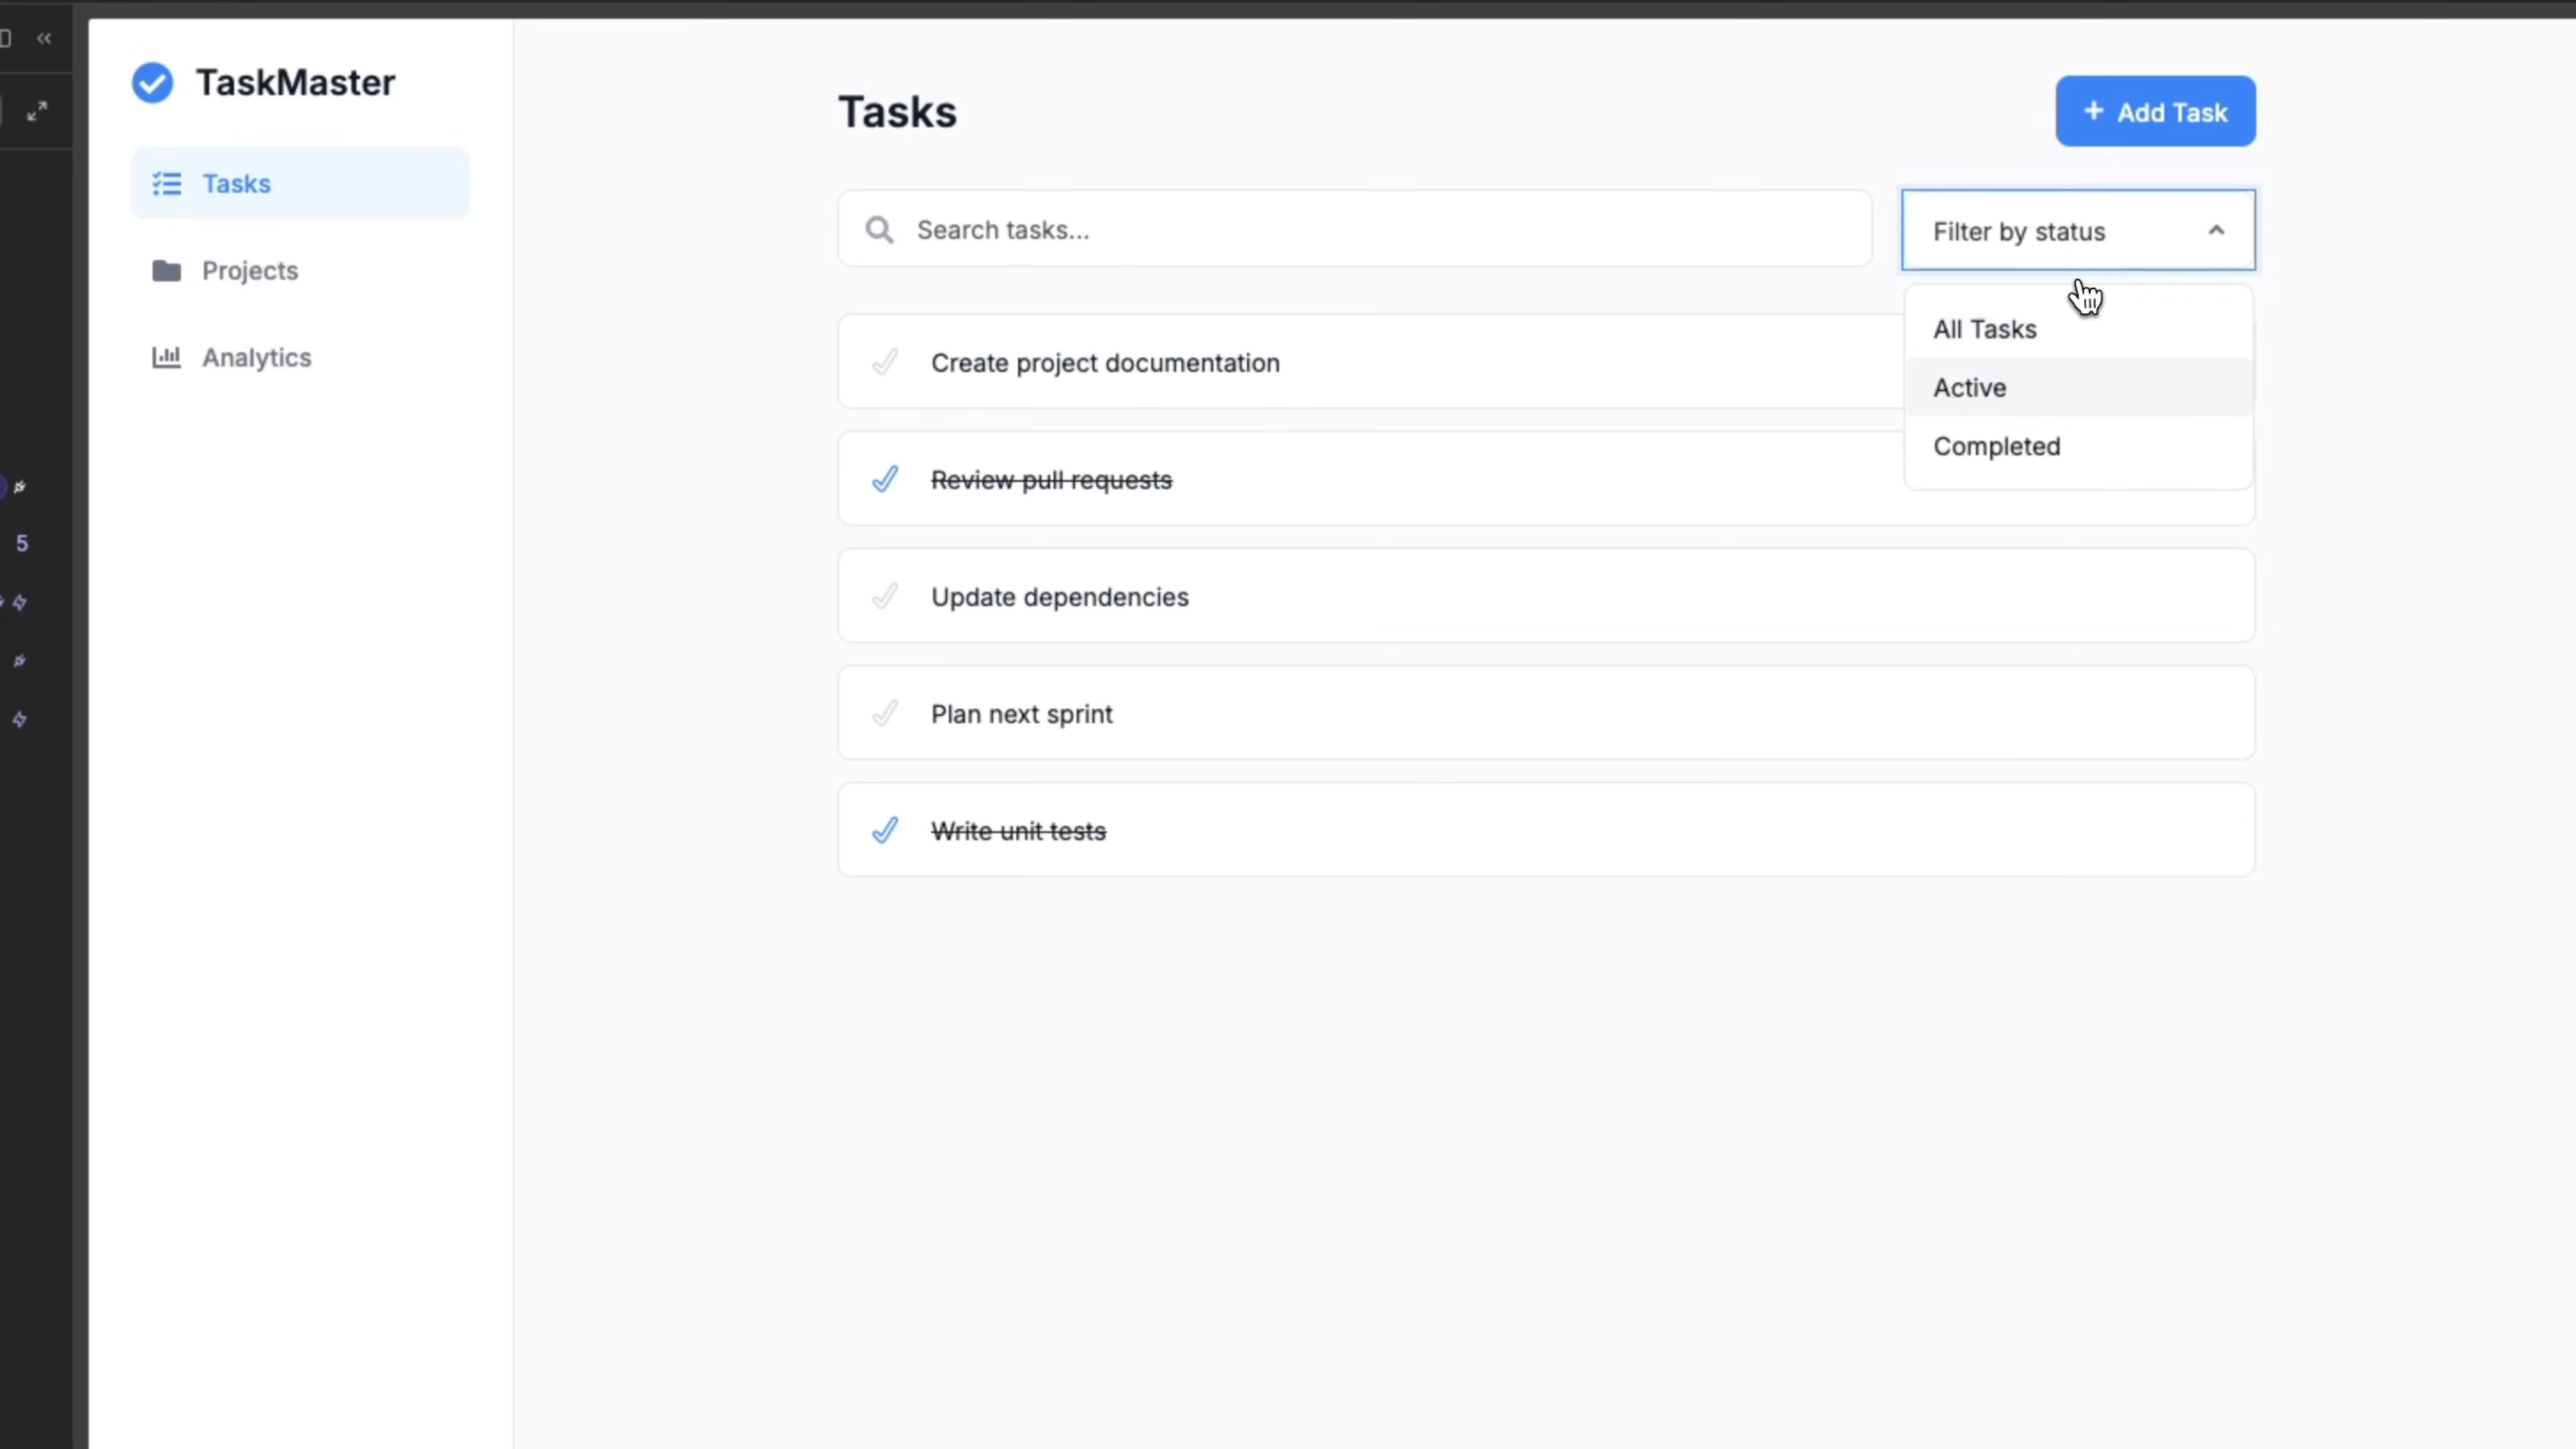 TaskMaster
Tasks
Projects
Analytics
5
Tasks
+ Add Task
Search tasks...
Filter by status
All Tasks
Active
Completed
Create project documentation
Review pull requests
Update dependencies
Plan next sprint
Write unit tests